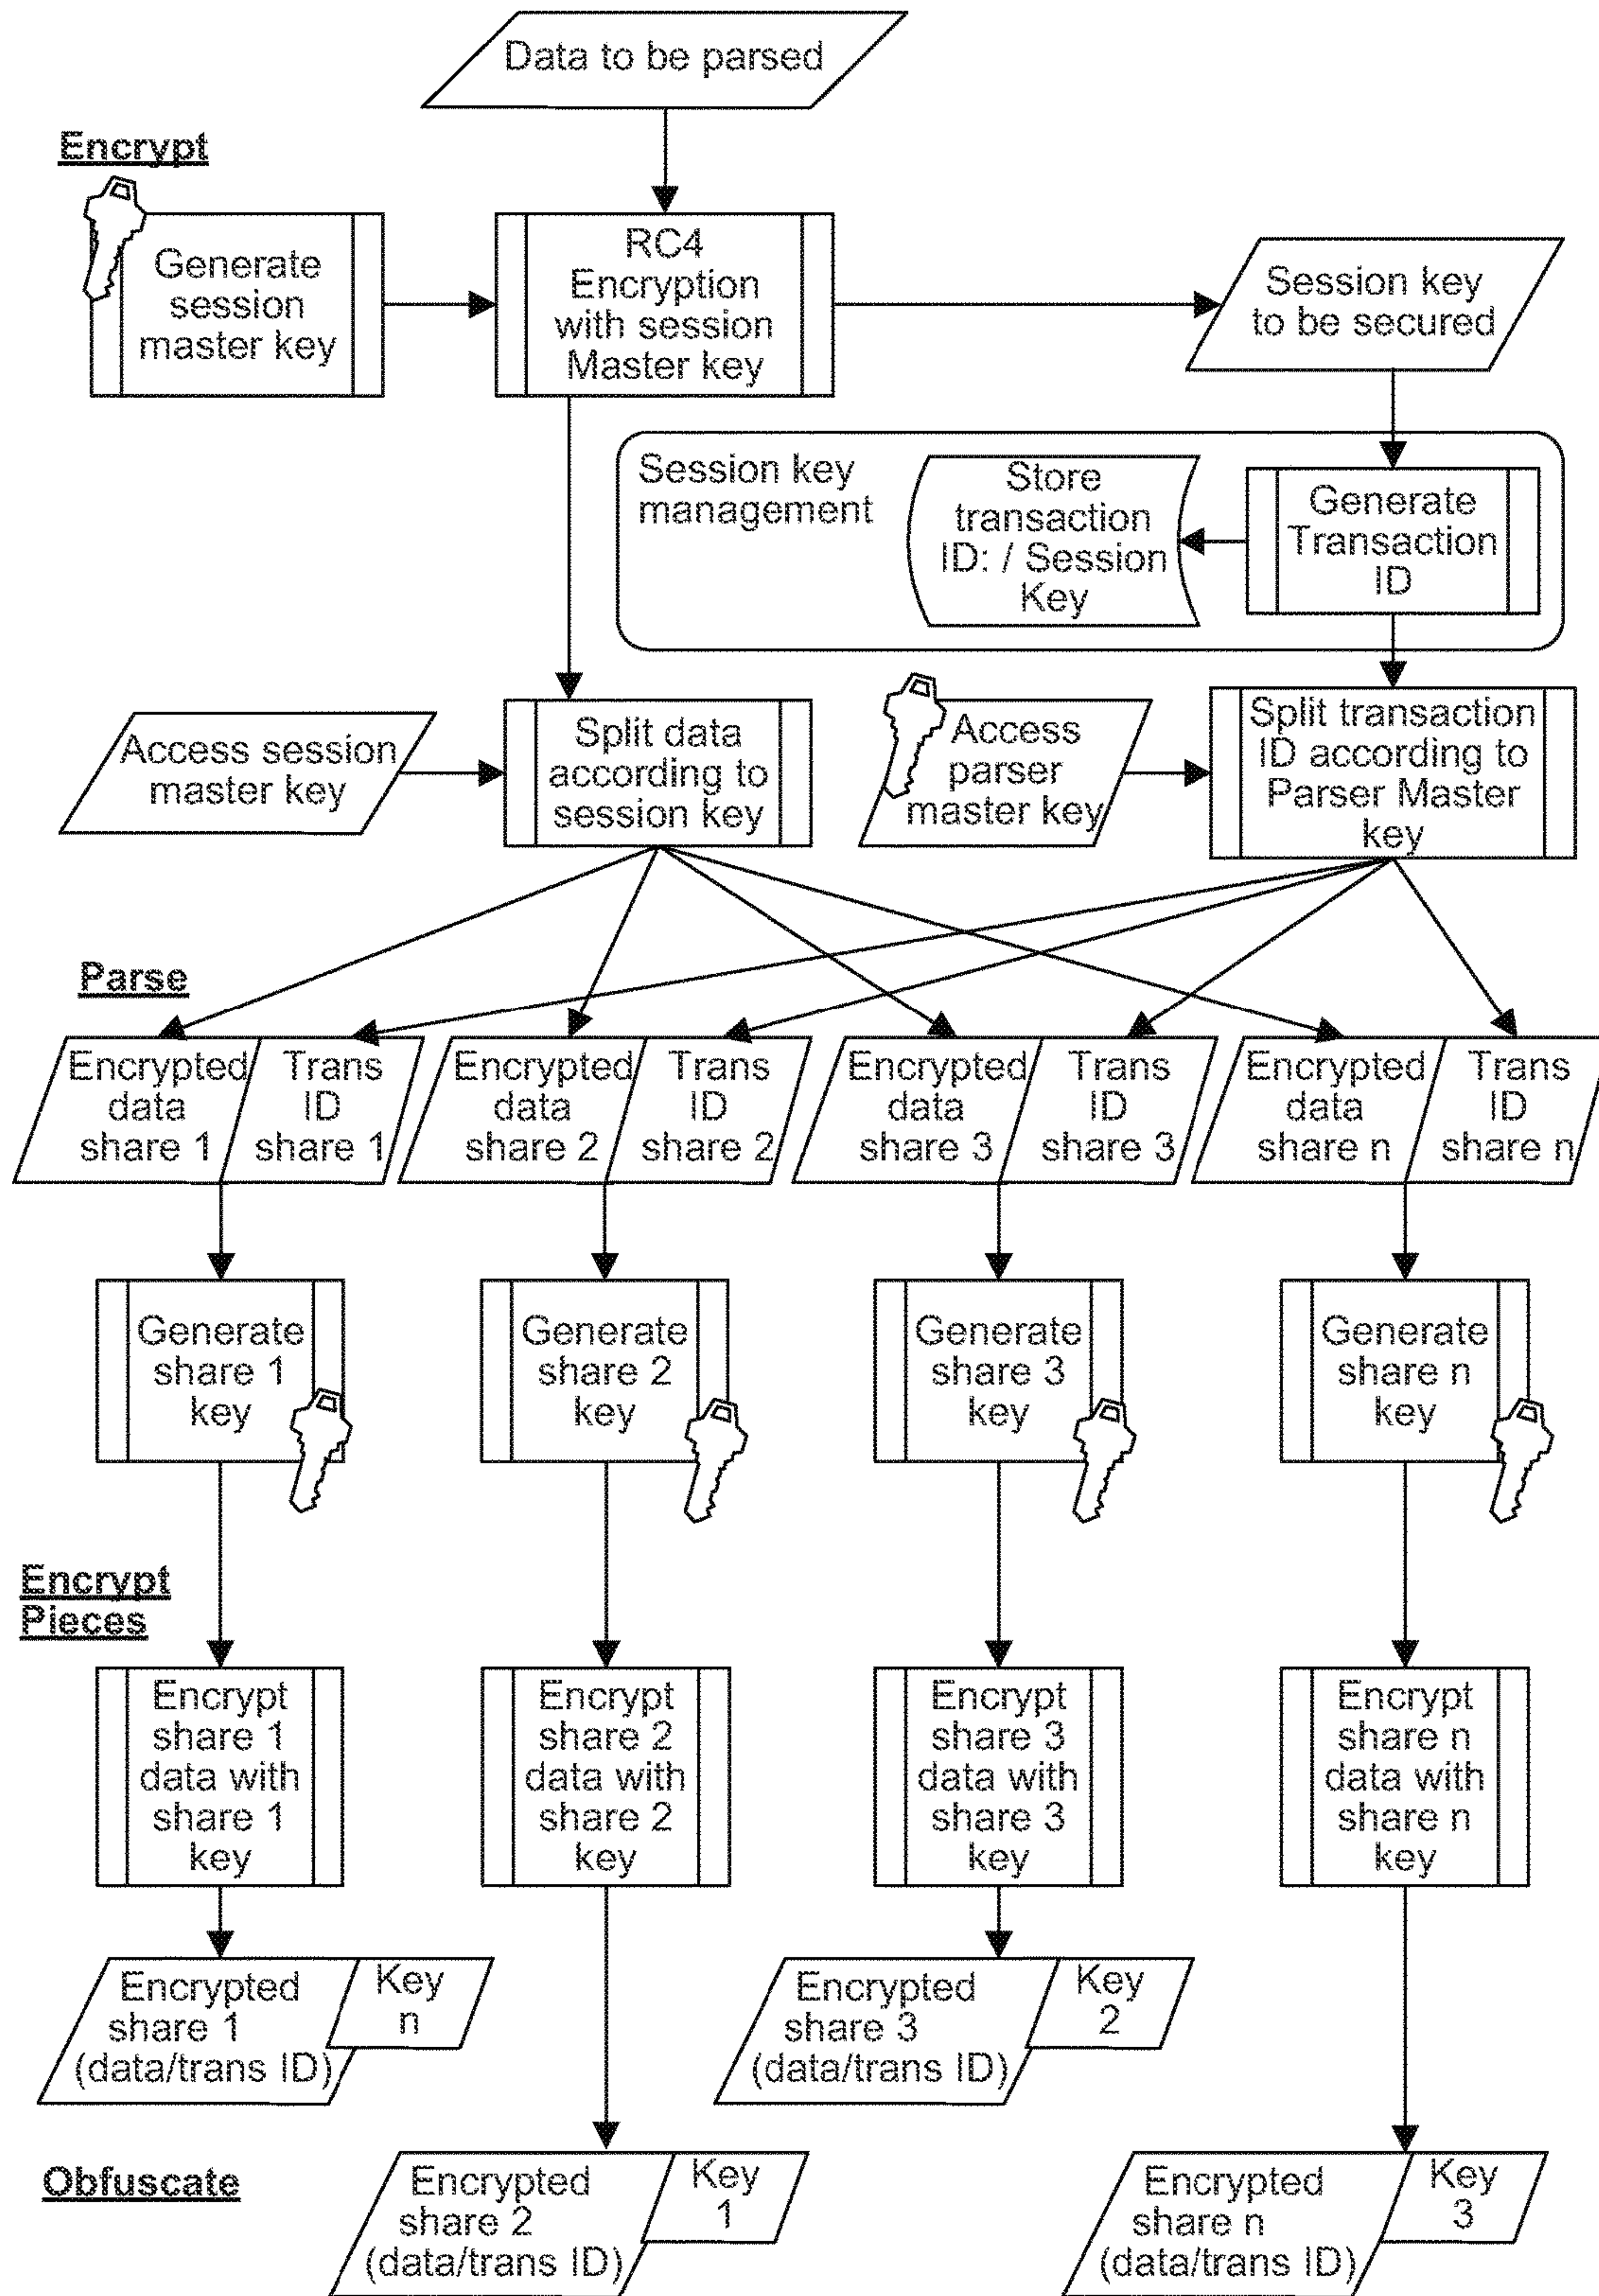 Data to be parsed
Encrypt
Generate
session
master key
RC4
Encryption
with session
Master key
Session key
to be secured
Session key
management
Store
transaction
ID: / Session
Key
Generate
Transaction
ID
Access session
master key
Split data
according to
session key
Access
parser
master key
Split transaction
ID according to
Parser Master
key
Parse
Encrypted
data
share 1
Trans
ID
share 1
Encrypted
data
share 2
Trans
ID
share 2
Encrypted
data
share 3
Trans
ID
share 3
Encrypted
data
share n
Trans
ID
share n
Generate
share 1
key
Generate
share 2
key
Generate
share 3
key
Generate
share n
key
Encrypt
Pieces
Encrypt
share 1
data with
share 1
key
Encrypt
share 2
data with
share 2
key
Encrypt
share 3
data with
share 3
key
Encrypt
share n
data with
share n
key
Encrypted
share 1
(data/trans ID)
Key
n
Encrypted
share 3
(data/trans ID)
Key
2
Obfuscate
Encrypted
share 2
(data/trans ID)
Key
1
Encrypted
share n
(data/trans ID)
Key
3